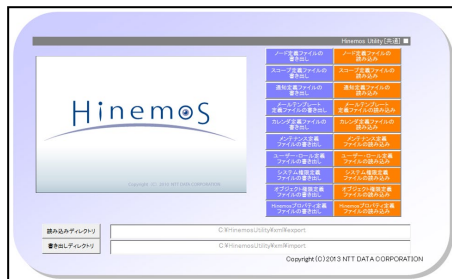 Hinemos Utility[共通]
ノード定義ファイルの
書き出し
ノード定義ファイルの
読み込み
スコープ定義ファイルの
書き出し
スコープ定義ファイルの
読み込み
通知定義ファイルの
書き出し
通知定義ファイルの
読み込み
メールテンプレート
定義ファイルの書き出し
メールテンプレート
定義ファイルの読み込み
カレンダ定義ファイルの
書き出し
カレンダ定義ファイルの
読み込み
メンテナンス定義
ファイルの書き出し
メンテナンス定義
ファイルの読み込み
ユーザー・ロール定義
ファイルの書き出し
ユーザー・ロール定義
ファイルの読み込み
システム権限定義
ファイルの書き出し
システム権限定義
ファイルの読み込み
オブジェクト権限定義
ファイルの書き出し
オブジェクト権限定義
ファイルの読み込み
Hinemosプロパティ定義
ファイルの書き出し
Hinemosプロパティ定義
ファイルの読み込み
Hinemos
Copyright (C) 2013 NTT DATA CORPORATION
読み込みディレクトリ
C:¥HinemosUtility¥xml¥export
書き出しディレクトリ
C:¥HinemosUtility¥xml¥import
Copyright(C)2013 NTT DATA CORPORATION